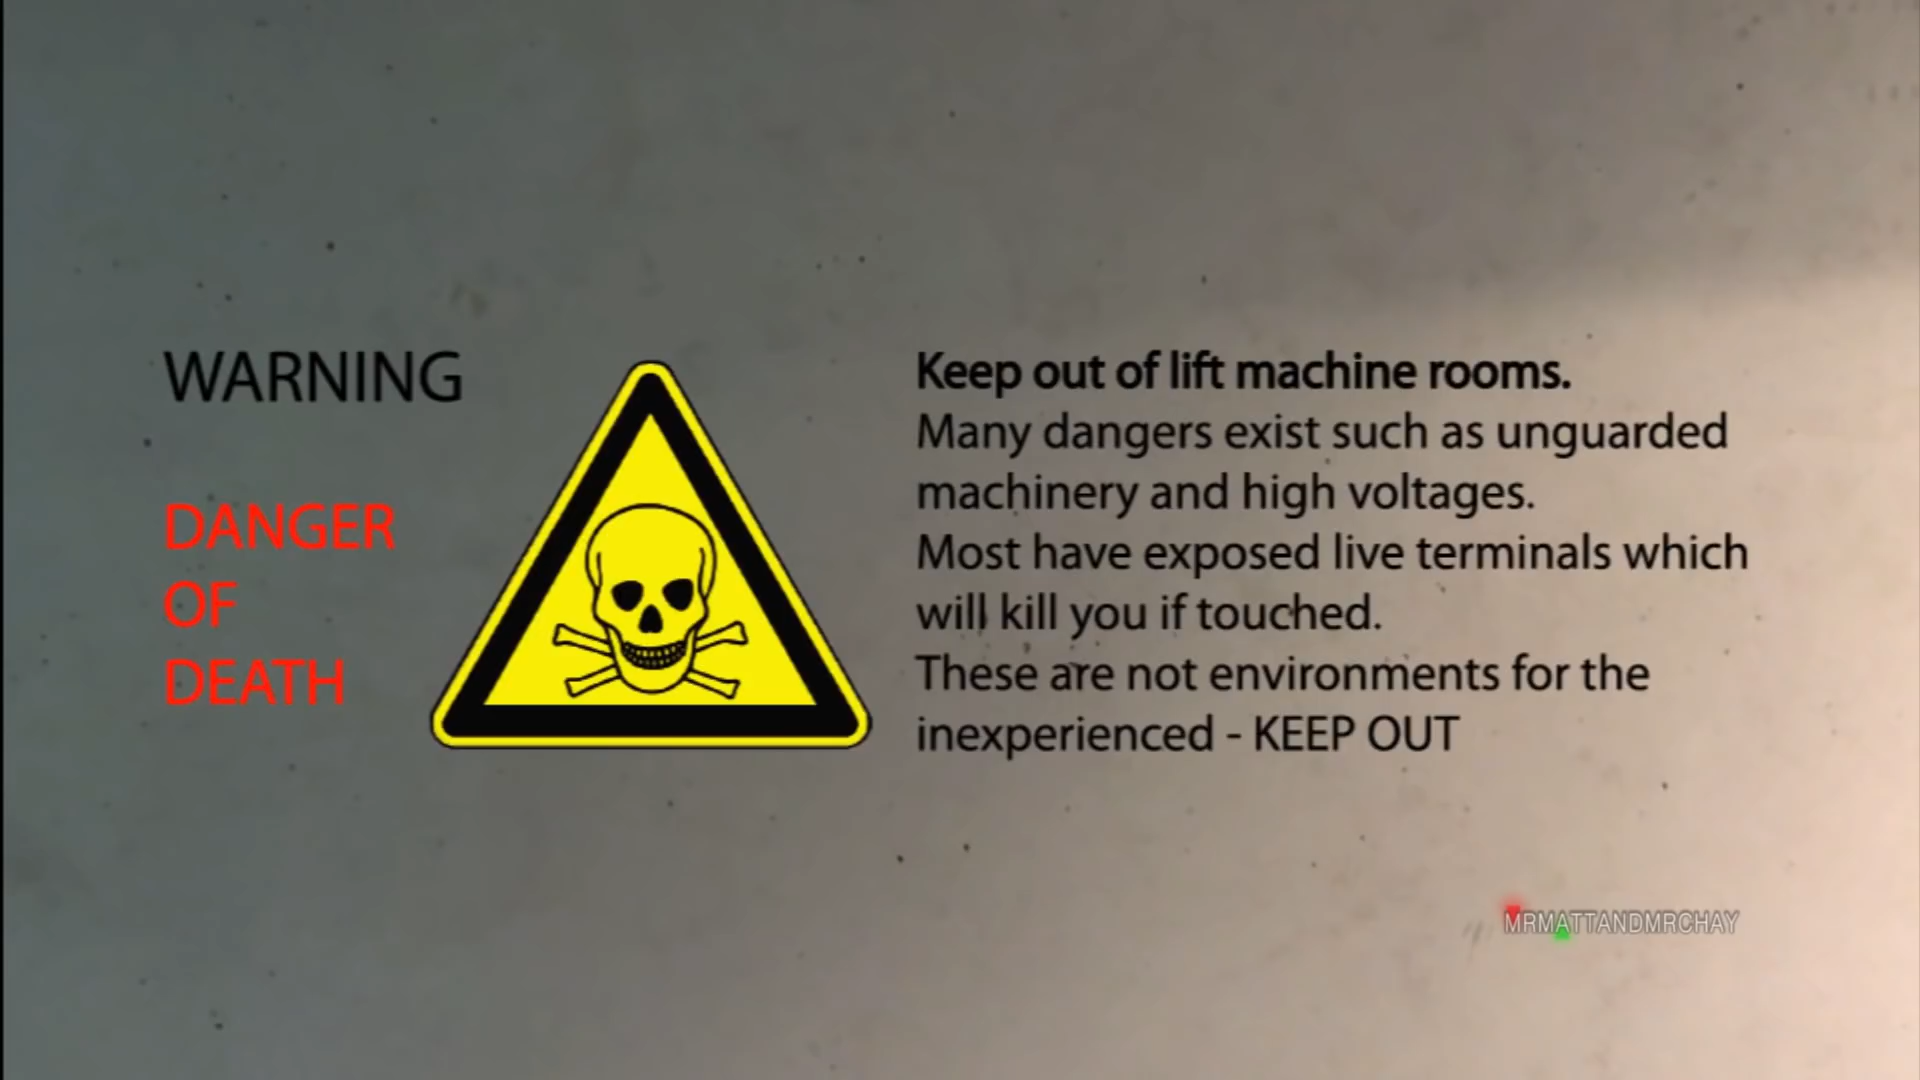 WARNING
DANGER
OF
DEATH
Keep out of lift machine rooms.
Many dangers exist such as unguarded
machinery and high voltages.
Most have exposed live terminals which
will kill you if touched.
These are not environments for the
inexperienced - KEEP OUT
MRMATTANDMRCHAY